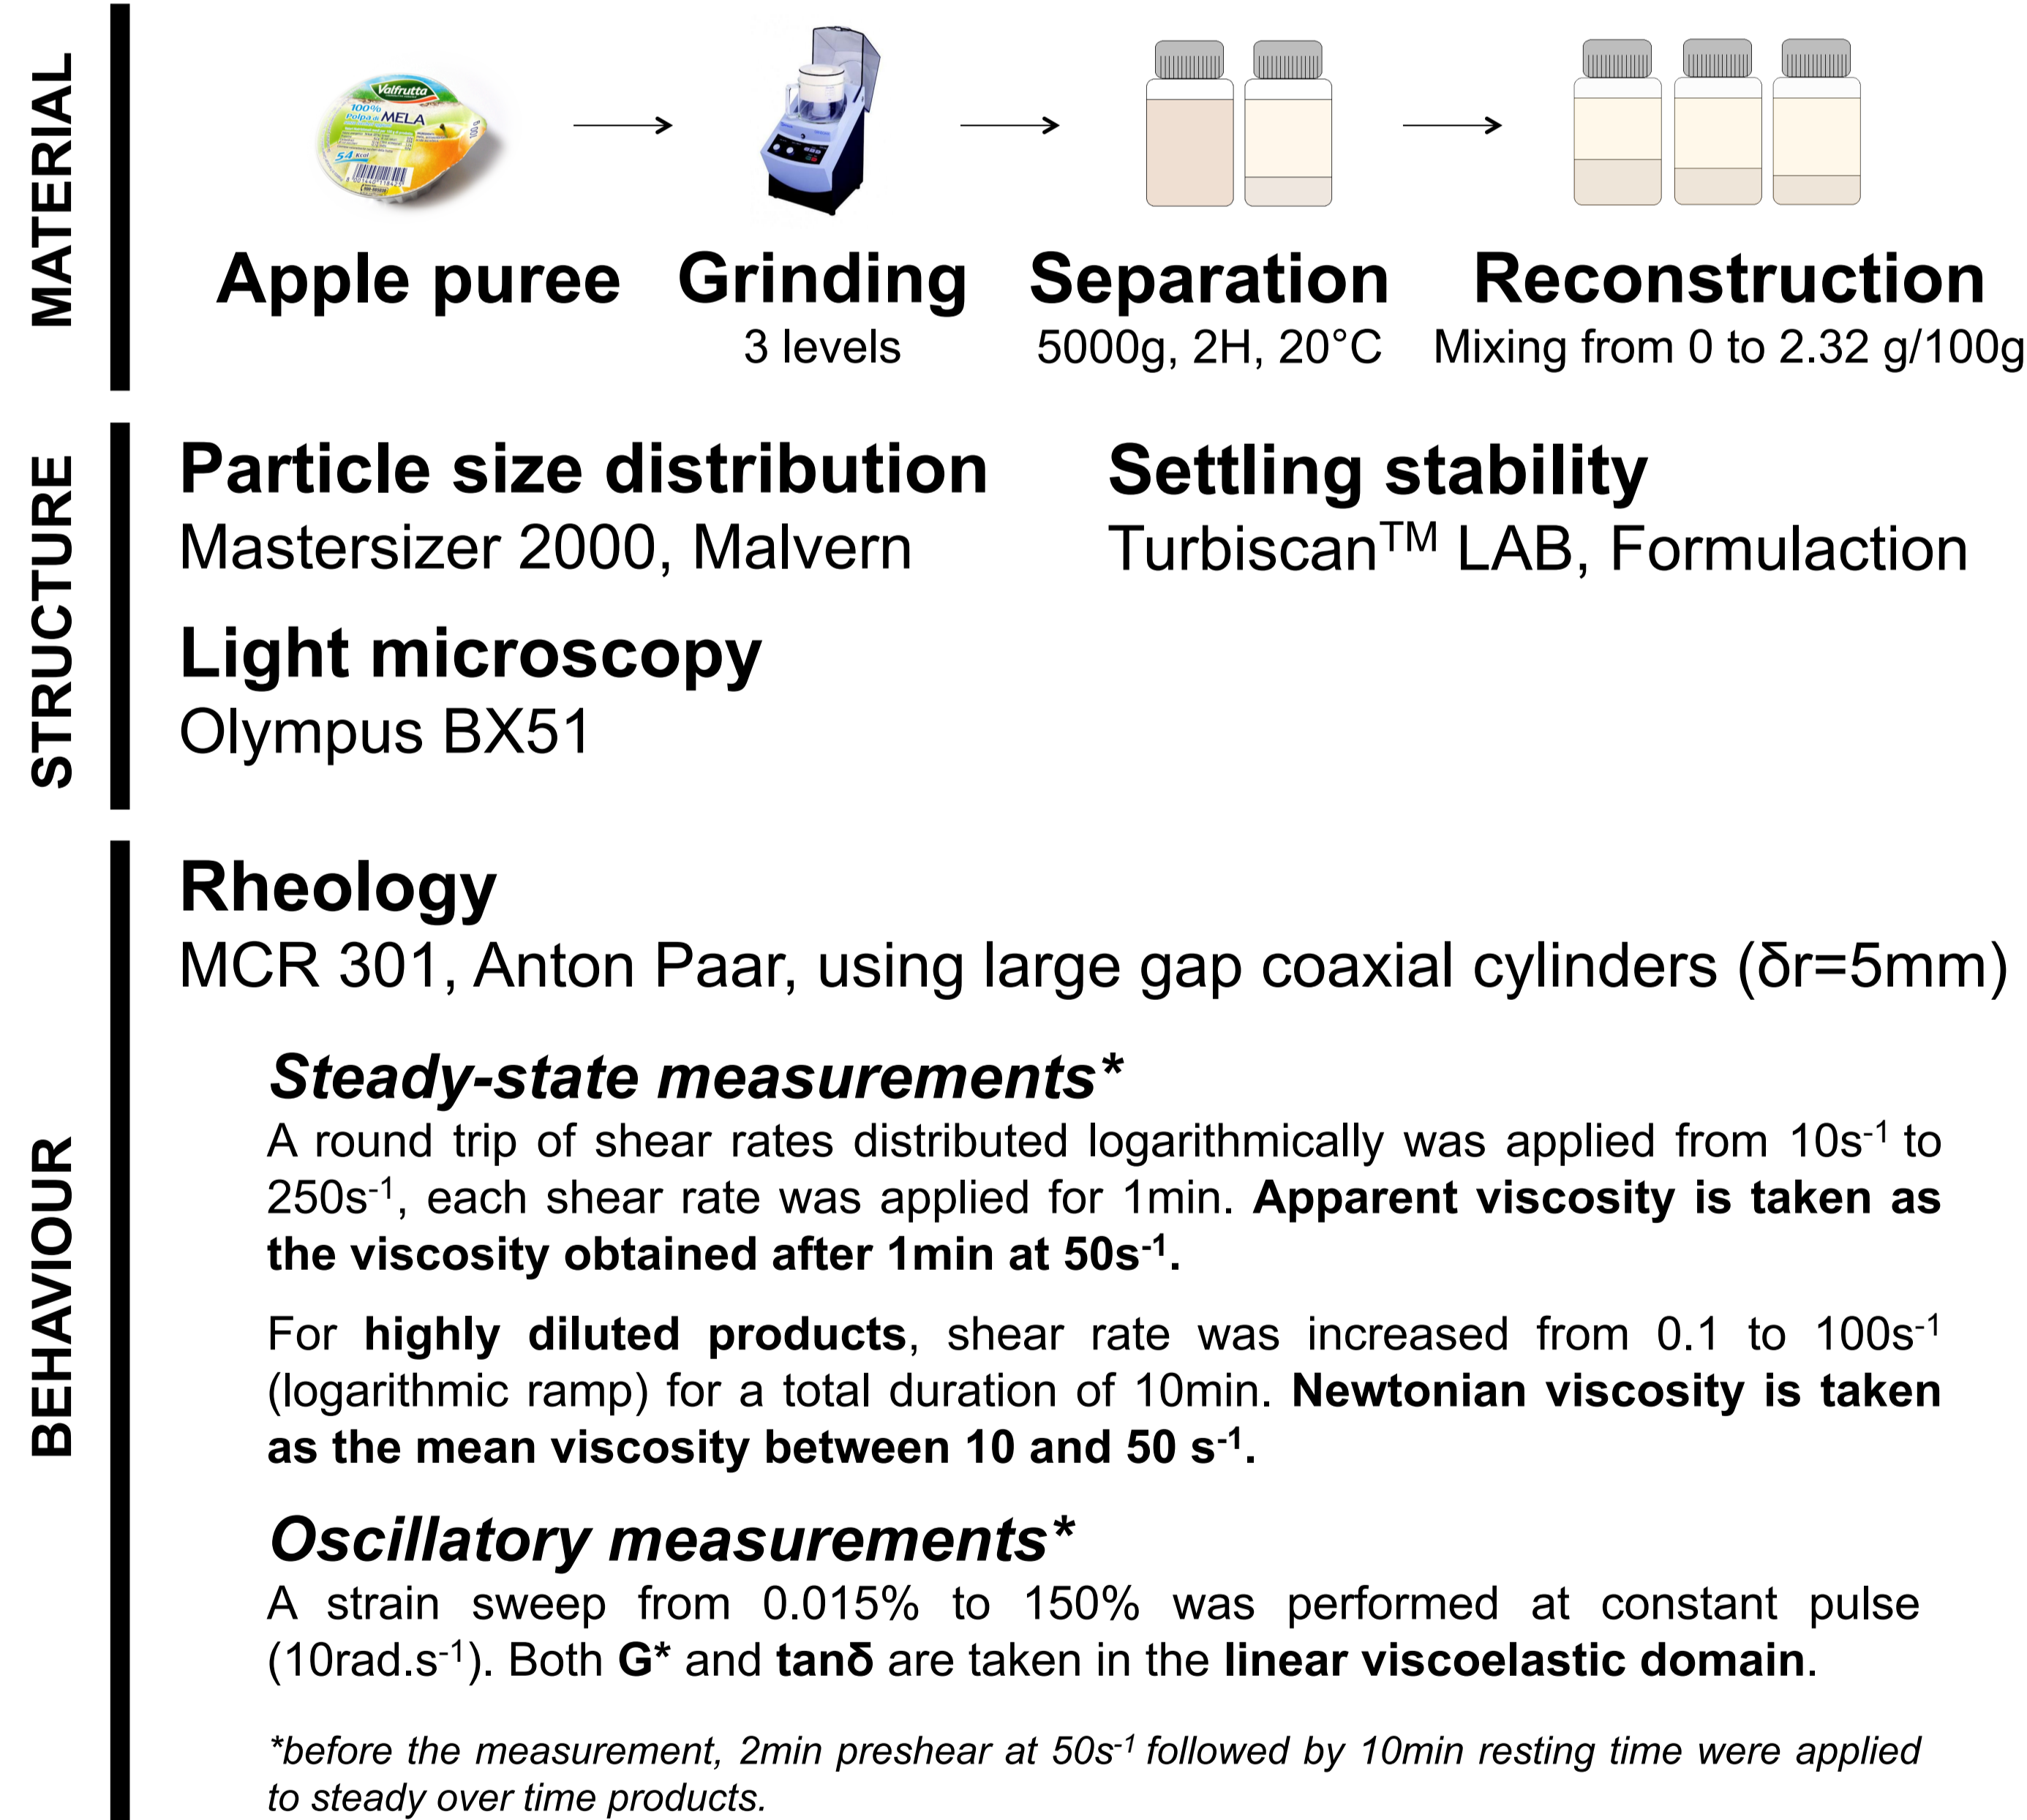 MATERIAL
Valfrutta
100%
Polpa di MELA
54 Kcal
Apple puree
Grinding
3 levels
Separation
5000g, 2H, 20°C
Reconstruction
Mixing from 0 to 2.32 g/100g
STRUCTURE
Particle size distribution
Mastersizer 2000, Malvern
Settling stability
Turbiscan™ LAB, Formulaction
Light microscopy
Olympus BX51
BEHAVIOUR
Rheology
MCR 301, Anton Paar, using large gap coaxial cylinders (δr=5mm)
Steady-state measurements*
A round trip of shear rates distributed logarithmically was applied from 10s⁻¹ to
250s⁻¹, each shear rate was applied for 1min. Apparent viscosity is taken as
the viscosity obtained after 1min at 50s⁻¹.
For highly diluted products, shear rate was increased from 0.1 to 100s⁻¹
(logarithmic ramp) for a total duration of 10min. Newtonian viscosity is taken
as the mean viscosity between 10 and 50 s⁻¹.
Oscillatory measurements*
A strain sweep from 0.015% to 150% was performed at constant pulse
(10rad.s⁻¹). Both G* and tanδ are taken in the linear viscoelastic domain.
*before the measurement, 2min preshear at 50s⁻¹ followed by 10min resting time were applied
to steady over time products.